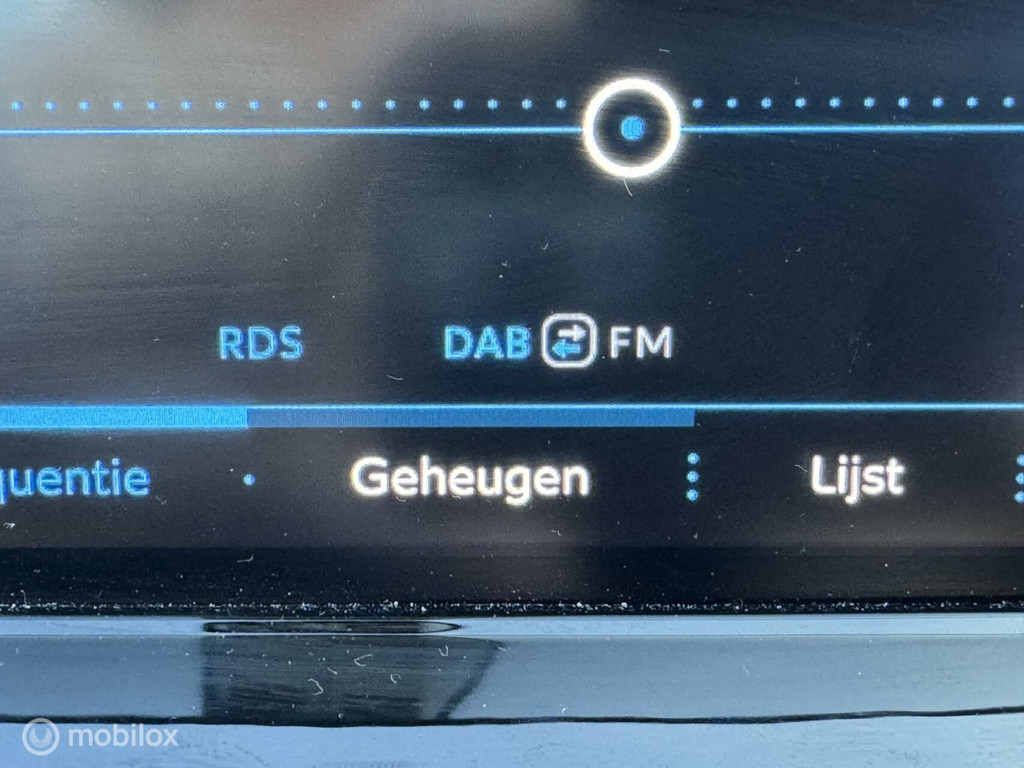 RDS DAB FM
quentie Geheugen Lijst
mobilox